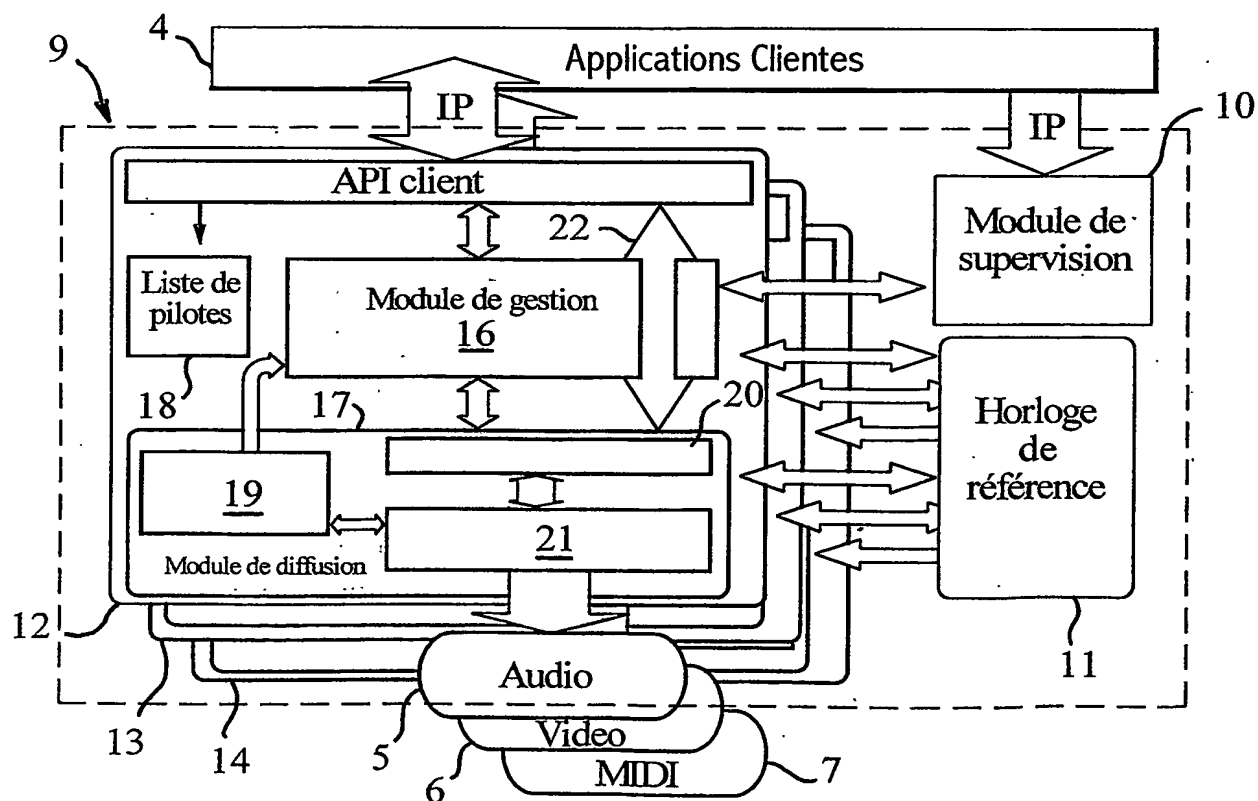 4
Applications Clientes
9
IP
IP
10
API client
22
Module de
supervision
Liste de
pilotes
Module de gestion
16
18
17
20
Horloge
de
référence
19
21
Module de diffusion
12
11
Audio
13
14
5
Video
6
MIDI
7